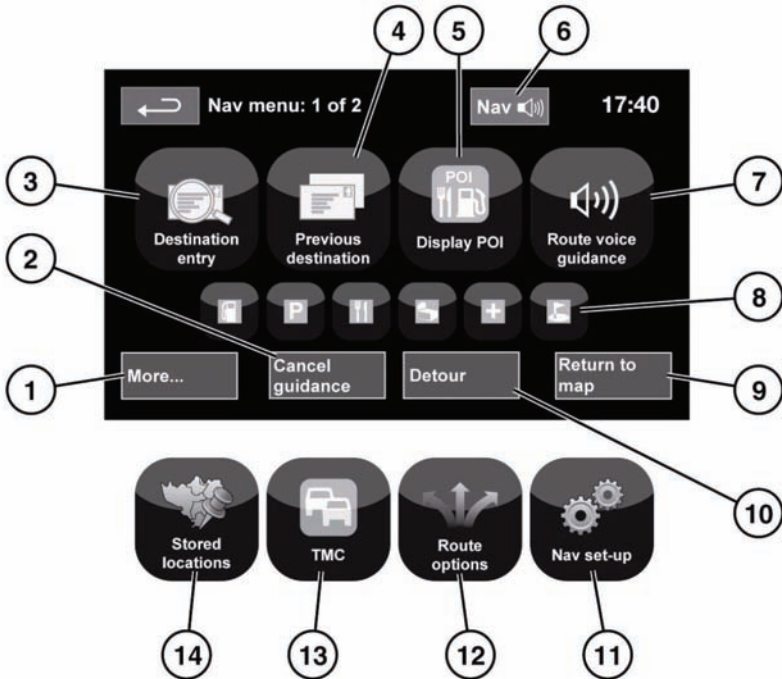 4 5 6
Nav menu: 1 of 2 Nav 17:40
3 7
POI
Destination entry Previous destination Display POI Route voice guidance
2 8
P
1 More... Cancel guidance Detour Return to map 9
10
Stored locations TMC Route options Nav set-up
14 13 12 11